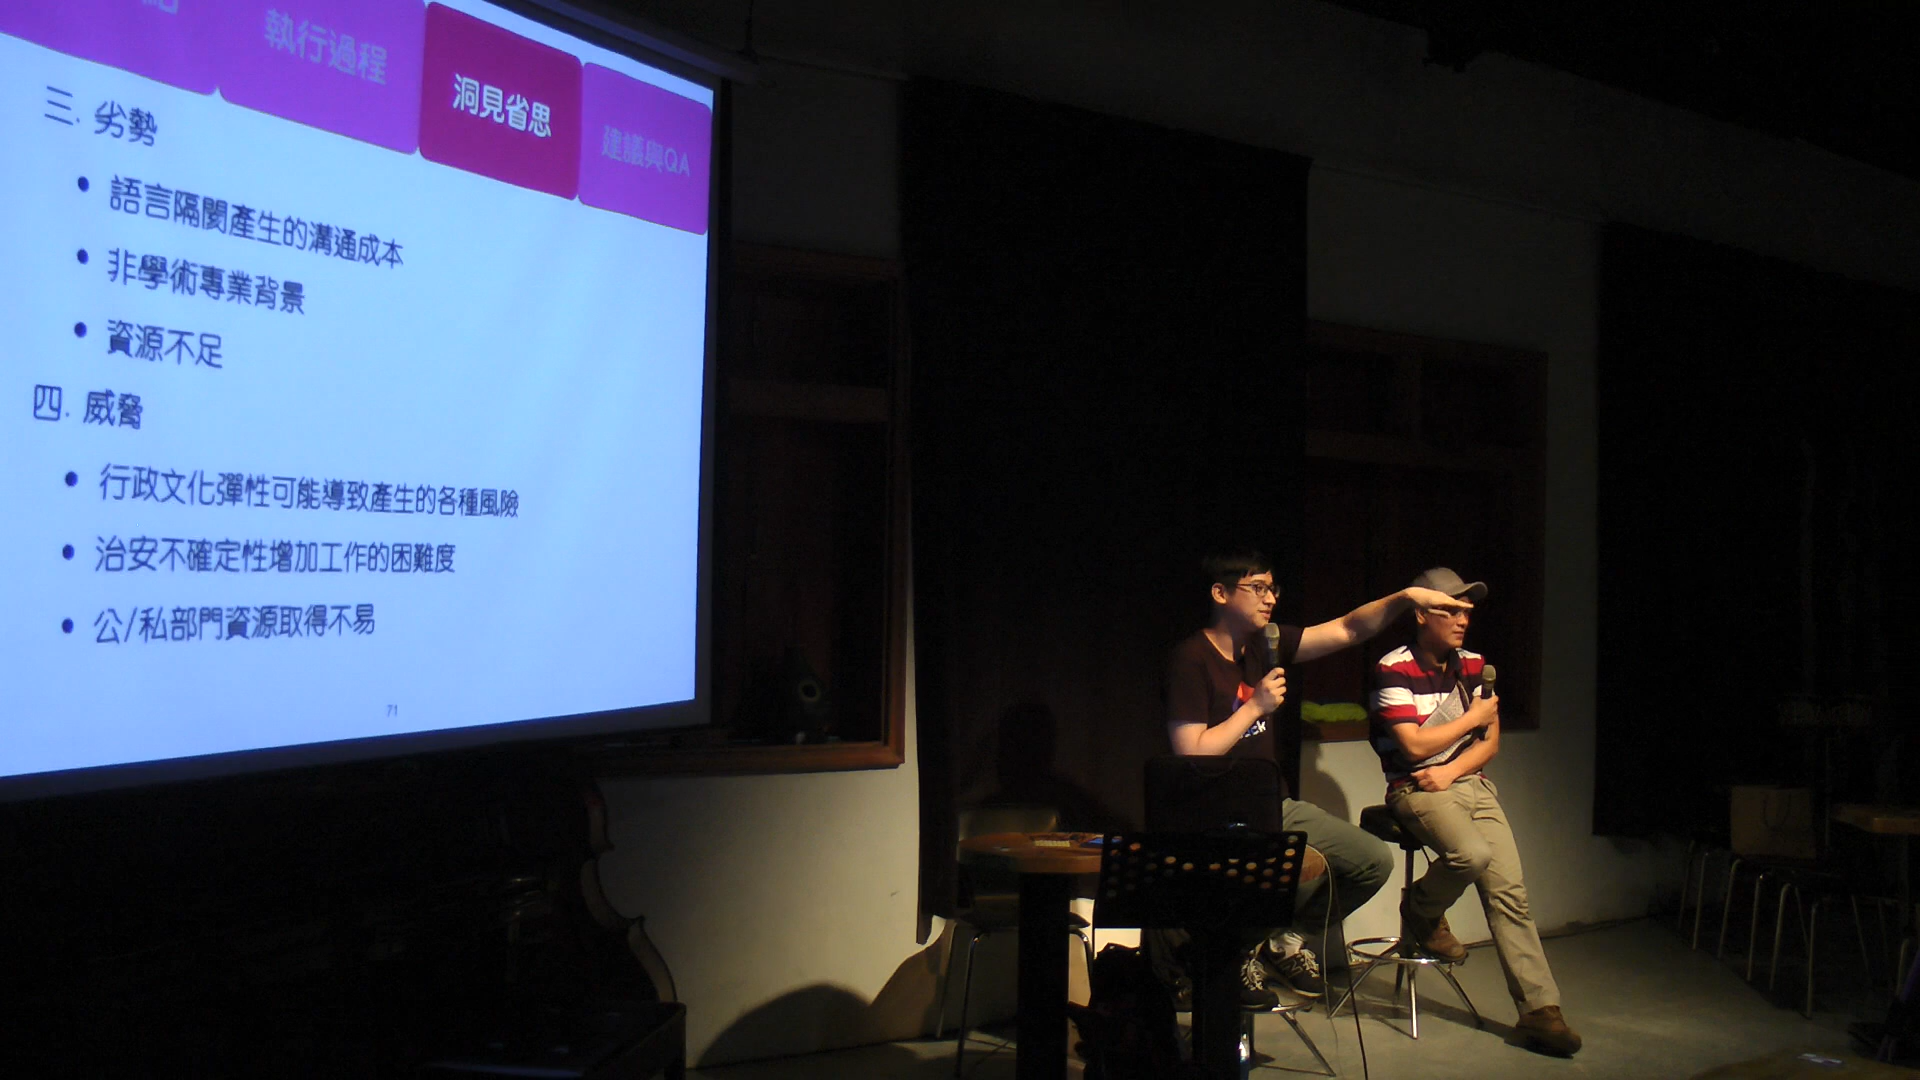 執行過程
洞見省思
建議與QA
三. 劣勢
• 語言隔閡產生的溝通成本
• 非學術專業背景
• 資源不足
四. 威脅
• 行政文化彈性可能導致產生的各種風險
• 治安不確定性增加工作的困難度
• 公/私部門資源取得不易
71